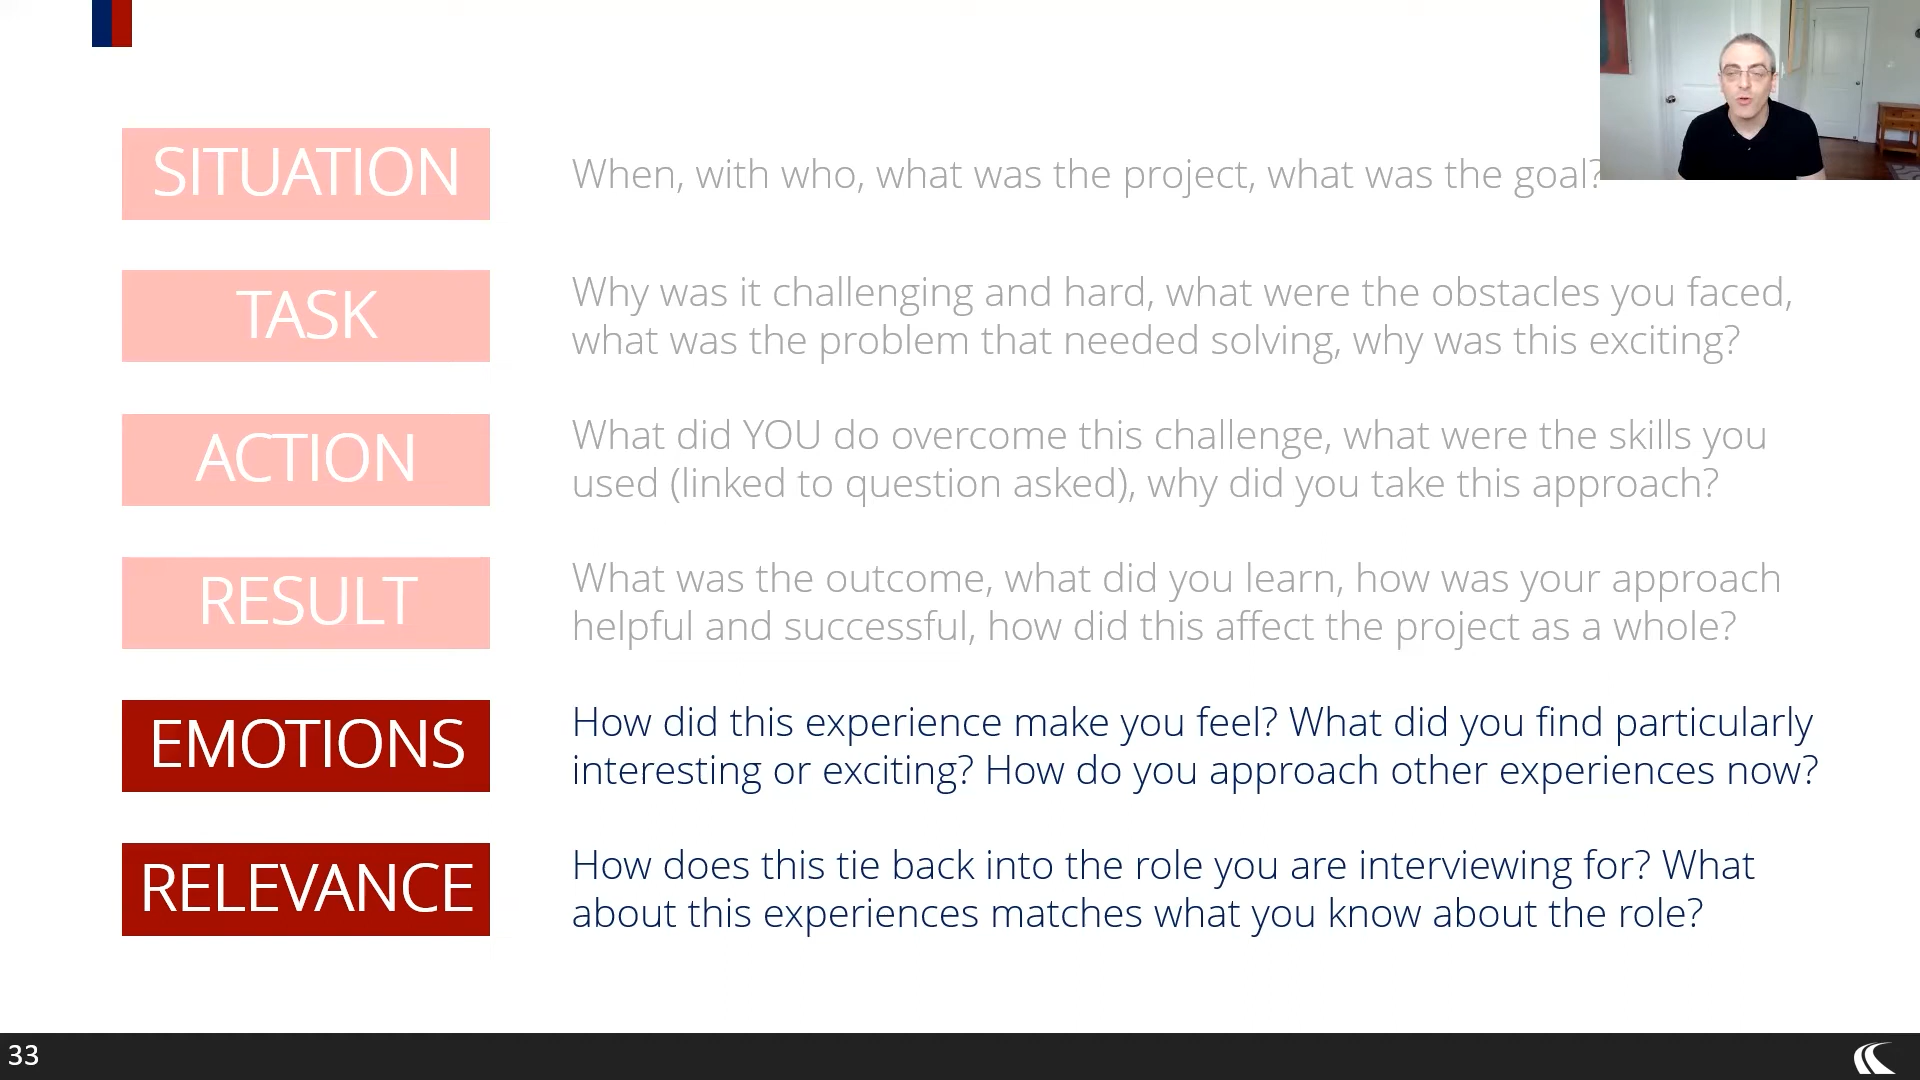 SITUATION
When, with who, what was the project, what was the goal?
TASK
Why was it challenging and hard, what were the obstacles you faced,
what was the problem that needed solving, why was this exciting?
ACTION
What did YOU do overcome this challenge, what were the skills you
used (linked to question asked), why did you take this approach?
RESULT
What was the outcome, what did you learn, how was your approach
helpful and successful, how did this affect the project as a whole?
EMOTIONS
How did this experience make you feel? What did you find particularly
interesting or exciting? How do you approach other experiences now?
RELEVANCE
How does this tie back into the role you are interviewing for? What
about this experiences matches what you know about the role?
33